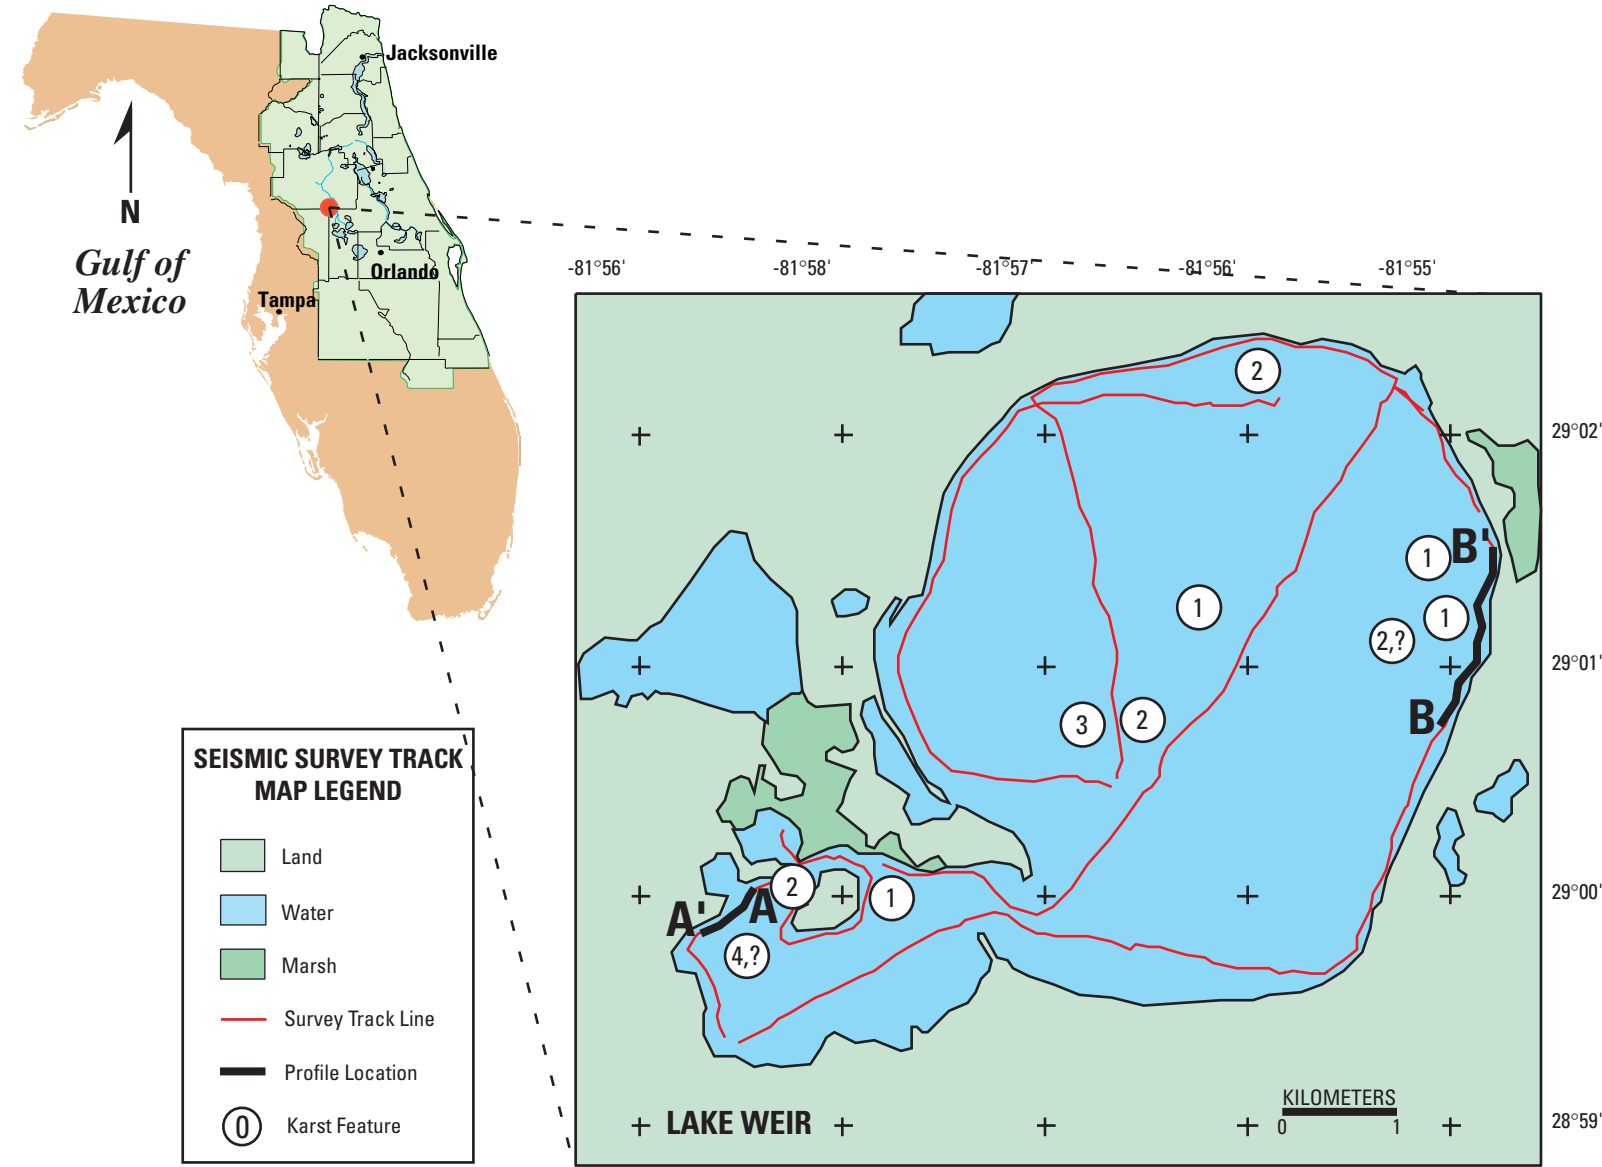 Jacksonville
N
Gulf of
Mexico
Orlando
Tampa
-81°56' -81°58' -81°57' -81°56' -81°55'
2
29°02'
1 B'
1
1
2,?
29°01'
3 2 B
SEISMIC SURVEY TRACK
MAP LEGEND
Land
Water
Marsh
Survey Track Line
Profile Location
0 Karst Feature
2
1
29°00'
A' A
4,?
KILOMETERS
0 1
LAKE WEIR
28°59'